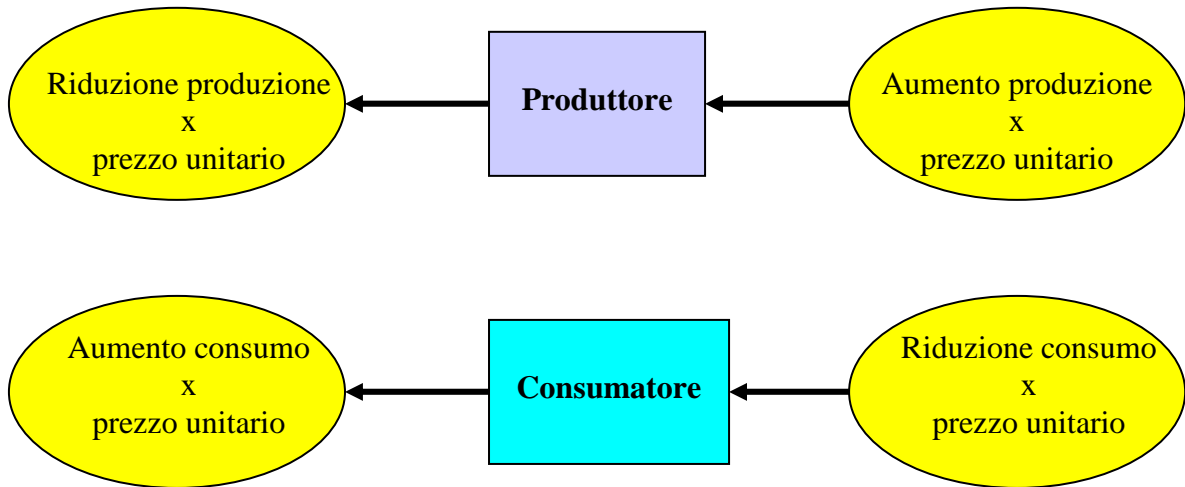 Riduzione produzione
x
prezzo unitario
Produttore
Aumento produzione
x
prezzo unitario
Aumento consumo
x
prezzo unitario
Consumatore
Riduzione consumo
x
prezzo unitario